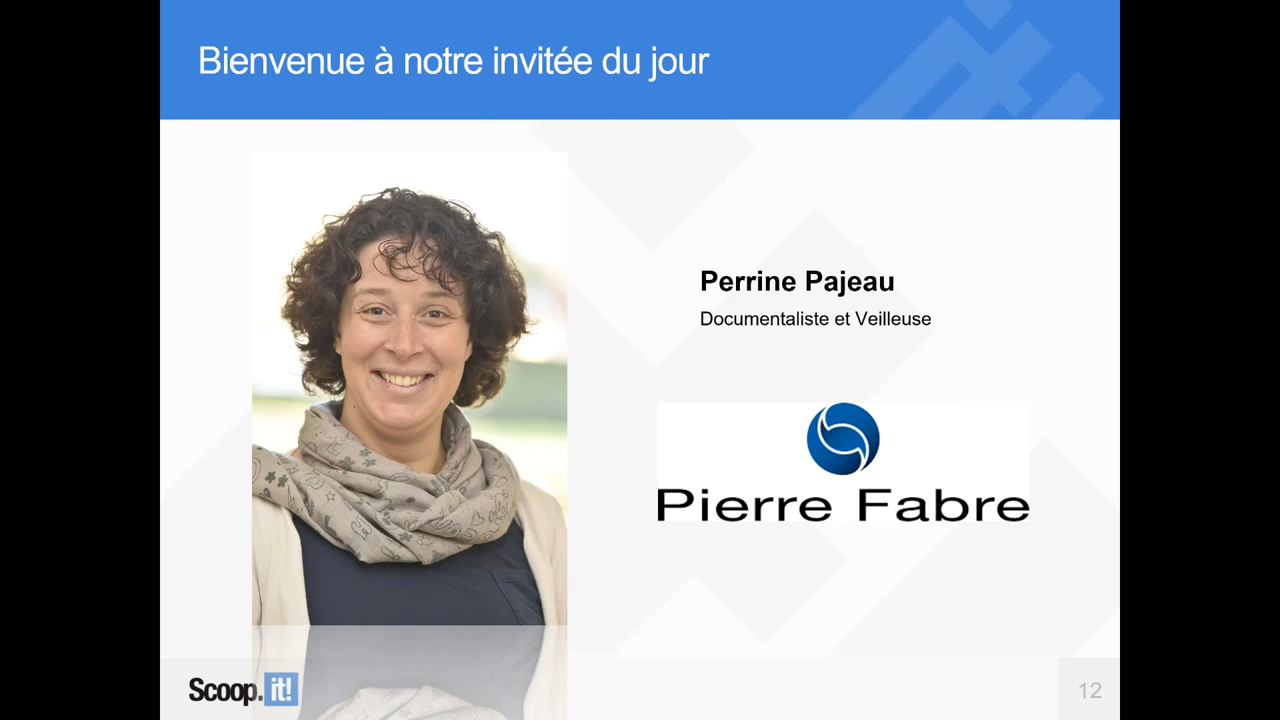 Bienvenue à notre invitée du jour
Perrine Pajeau
Documentaliste et Veilleuse
Pierre Fabre
Scoop.it!
12